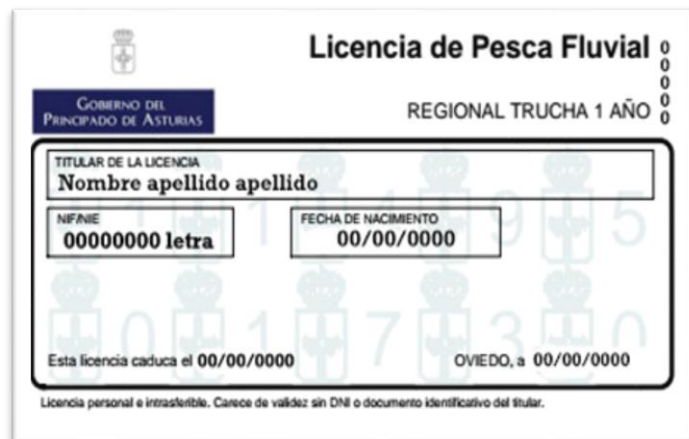 Licencia de Pesca Fluvial
00000
GOBIERNO DEL
PRINCIPADO DE ASTURIAS
REGIONAL TRUCHA 1 AÑO
TITULAR DE LA LICENCIA
Nombre apellido apellido
NIF/NIE
FECHA DE NACIMIENTO
00000000 letra
00/00/0000
Esta licencia caduca el 00/00/0000
OVIEDO, a 00/00/0000
Licencia personal e intrasferible. Carece de validez sin DNI o documento identificativo del titular.